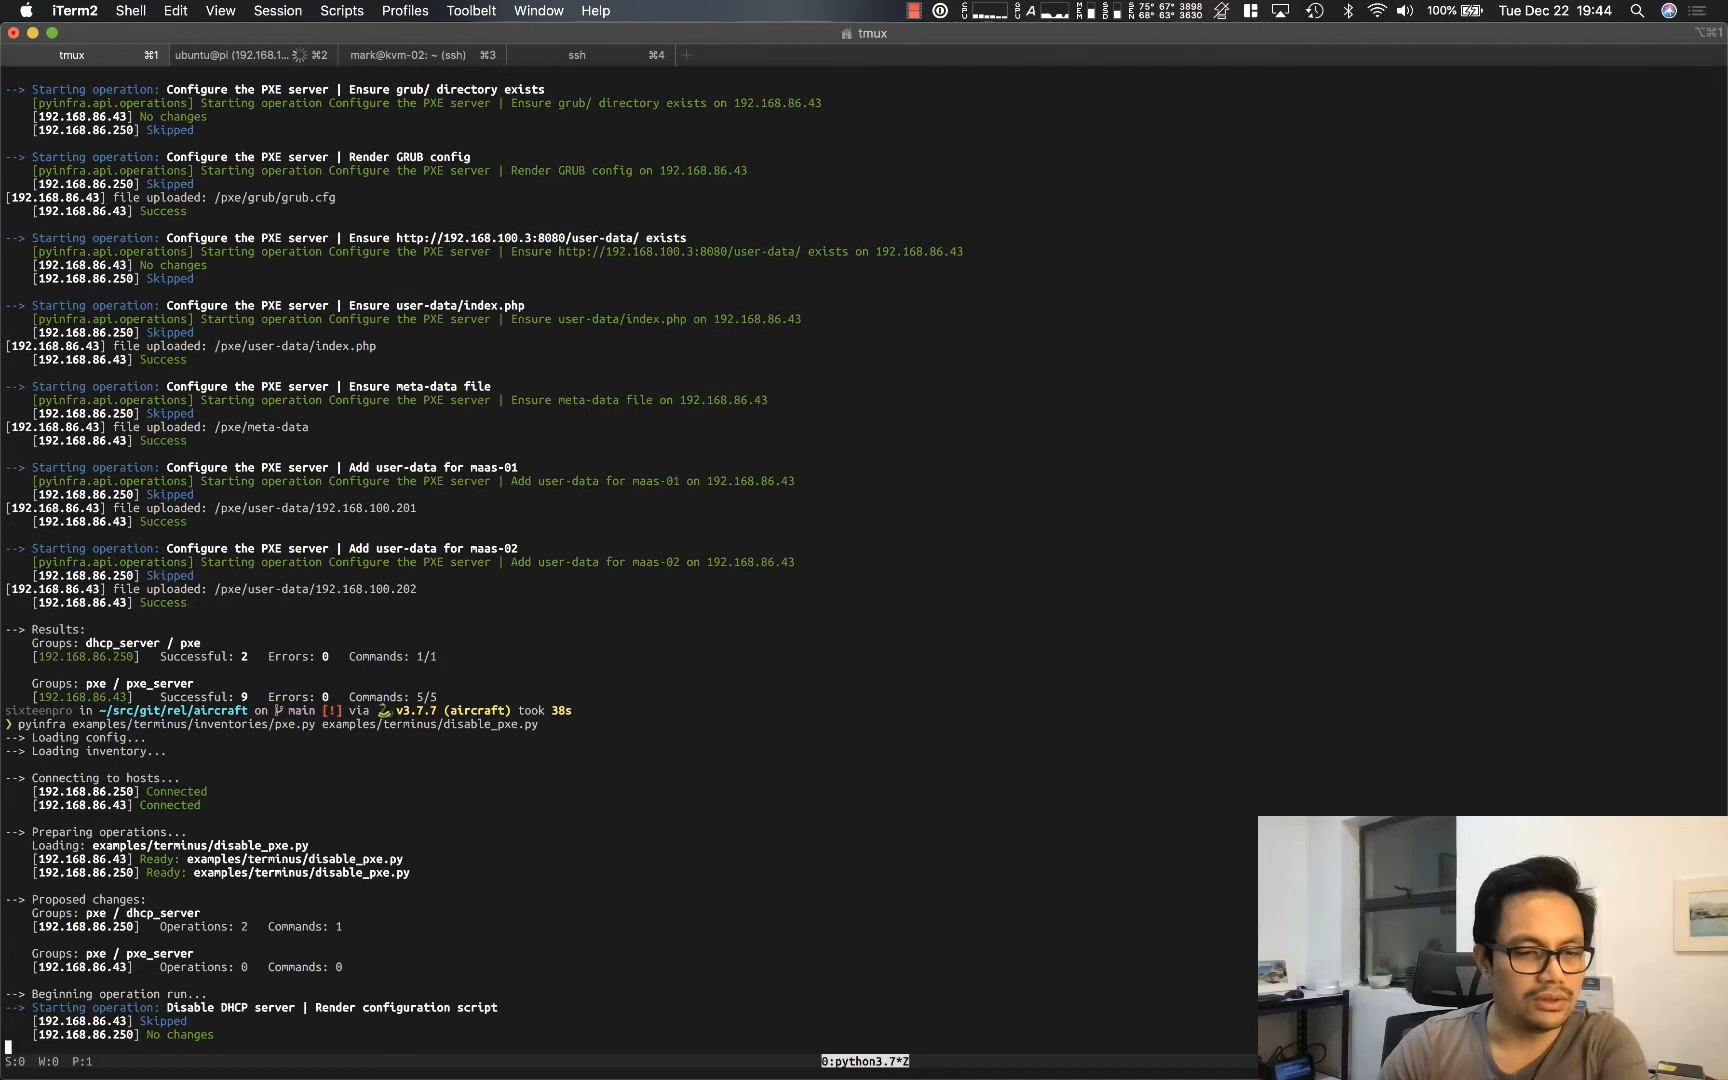 iTerm2 Shell Edit View Session Scripts Profiles Toolbelt Window Help 75° 67° 3898 68° 63° 3630 100% Tue Dec 22 19:44
tmux ⌥⌘1
tmux ⌘1 ubuntu@pi (192.168.1... ⌘2 mark@kvm-02: ~ (ssh) ⌘3 ssh ⌘4 +
--> Starting operation: Configure the PXE server | Ensure grub/ directory exists
[pyinfra.api.operations] Starting operation Configure the PXE server | Ensure grub/ directory exists on 192.168.86.43
[192.168.86.43] No changes
[192.168.86.250] Skipped
--> Starting operation: Configure the PXE server | Render GRUB config
[pyinfra.api.operations] Starting operation Configure the PXE server | Render GRUB config on 192.168.86.43
[192.168.86.250] Skipped
[192.168.86.43] file uploaded: /pxe/grub/grub.cfg
[192.168.86.43] Success
--> Starting operation: Configure the PXE server | Ensure http://192.168.100.3:8080/user-data/ exists
[pyinfra.api.operations] Starting operation Configure the PXE server | Ensure http://192.168.100.3:8080/user-data/ exists on 192.168.86.43
[192.168.86.43] No changes
[192.168.86.250] Skipped
--> Starting operation: Configure the PXE server | Ensure user-data/index.php
[pyinfra.api.operations] Starting operation Configure the PXE server | Ensure user-data/index.php on 192.168.86.43
[192.168.86.250] Skipped
[192.168.86.43] file uploaded: /pxe/user-data/index.php
[192.168.86.43] Success
--> Starting operation: Configure the PXE server | Ensure meta-data file
[pyinfra.api.operations] Starting operation Configure the PXE server | Ensure meta-data file on 192.168.86.43
[192.168.86.250] Skipped
[192.168.86.43] file uploaded: /pxe/meta-data
[192.168.86.43] Success
--> Starting operation: Configure the PXE server | Add user-data for maas-01
[pyinfra.api.operations] Starting operation Configure the PXE server | Add user-data for maas-01 on 192.168.86.43
[192.168.86.250] Skipped
[192.168.86.43] file uploaded: /pxe/user-data/192.168.100.201
[192.168.86.43] Success
--> Starting operation: Configure the PXE server | Add user-data for maas-02
[pyinfra.api.operations] Starting operation Configure the PXE server | Add user-data for maas-02 on 192.168.86.43
[192.168.86.250] Skipped
[192.168.86.43] file uploaded: /pxe/user-data/192.168.100.202
[192.168.86.43] Success
--> Results:
Groups: dhcp_server / pxe
[192.168.86.250] Successful: 2 Errors: 0 Commands: 1/1
Groups: pxe / pxe_server
[192.168.86.43] Successful: 9 Errors: 0 Commands: 5/5
sixteenpro in ~/src/git/rel/aircraft on main [!] via v3.7.7 (aircraft) took 38s
❯ pyinfra examples/terminus/inventories/pxe.py examples/terminus/disable_pxe.py
--> Loading config...
--> Loading inventory...
--> Connecting to hosts...
[192.168.86.250] Connected
[192.168.86.43] Connected
--> Preparing operations...
Loading: examples/terminus/disable_pxe.py
[192.168.86.43] Ready: examples/terminus/disable_pxe.py
[192.168.86.250] Ready: examples/terminus/disable_pxe.py
--> Proposed changes:
Groups: pxe / dhcp_server
[192.168.86.250] Operations: 2 Commands: 1
Groups: pxe / pxe_server
[192.168.86.43] Operations: 0 Commands: 0
--> Beginning operation run...
--> Starting operation: Disable DHCP server | Render configuration script
[192.168.86.43] Skipped
[192.168.86.250] No changes
S:0 W:0 P:1 0:python3.7*Z